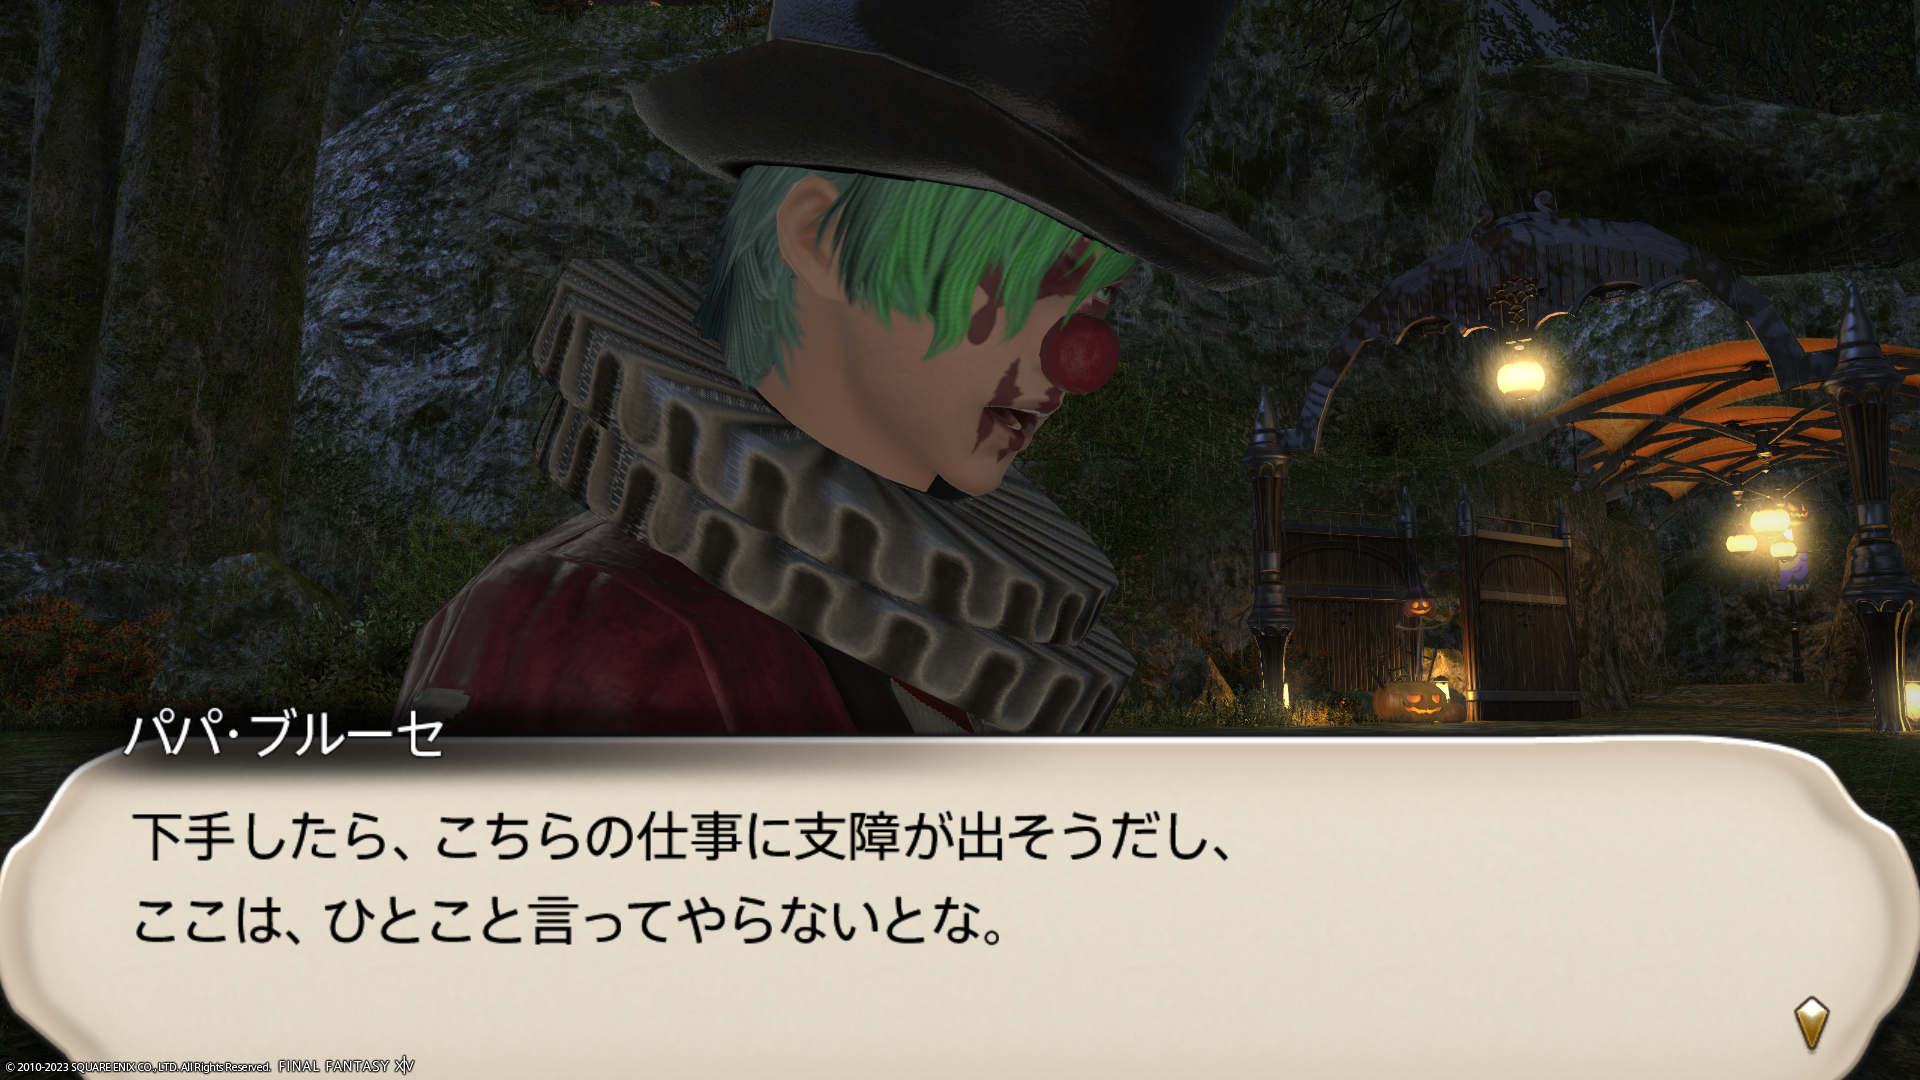 パパ・ブルーセ
下手したら、こちらの仕事に支障が出そうだし、
ここは、ひとこと言ってやらないとな。
© 2010-2023 SQUARE ENIX CO., LTD. All Rights Reserved. FINAL FANTASY XIV